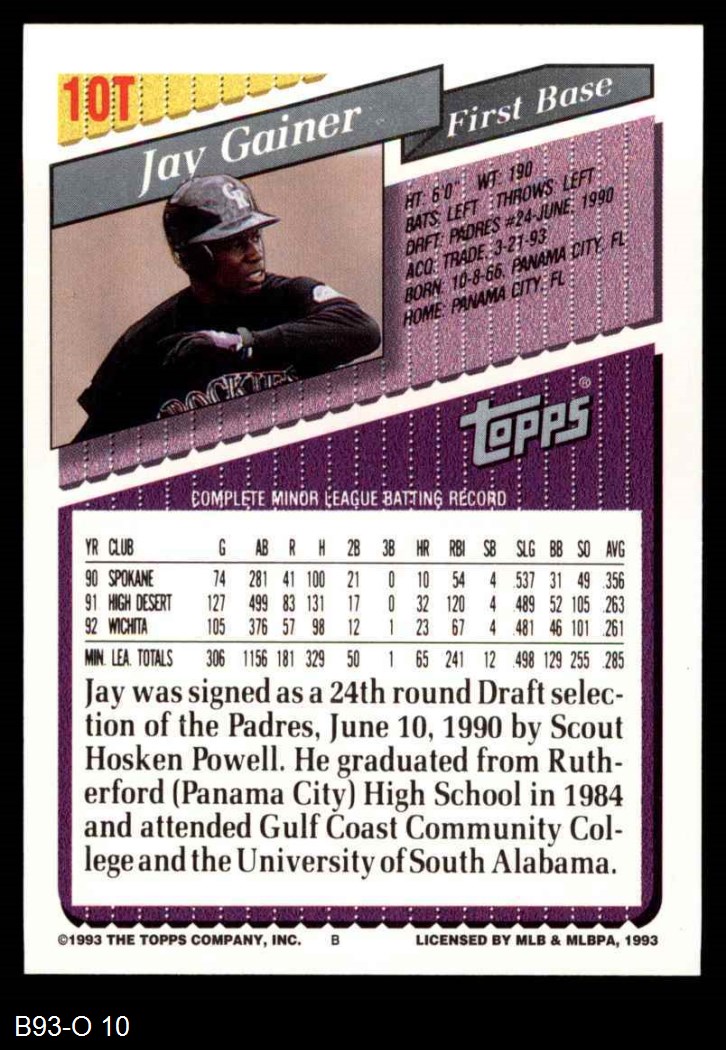 10T
Jay Gainer
First Base
HT: 6'0" WT: 190
BATS: LEFT THROWS: LEFT
DRFT: PADRES #24-JUNE, 1990
ACQ: TRADE, 3-21-93
BORN: 10-8-66, PANAMA CITY, FL
HOME: PANAMA CITY, FL
ROCKIES
TOPPS®
COMPLETE MINOR LEAGUE BATTING RECORD
YR CLUB G AB R H 2B 3B HR RBI SB SLG BB SO AVG
90 SPOKANE 74 281 41 100 21 0 10 54 4 .537 31 49 .356
91 HIGH DESERT 127 499 83 131 17 0 32 120 4 .489 52 105 .263
92 WICHITA 105 376 57 98 12 1 23 67 4 .481 46 101 .261
MIN. LEA. TOTALS 306 1156 181 329 50 1 65 241 12 .498 129 255 .285
Jay was signed as a 24th round Draft selec-
tion of the Padres, June 10, 1990 by Scout
Hosken Powell. He graduated from Ruth-
erford (Panama City) High School in 1984
and attended Gulf Coast Community Col-
lege and the University of South Alabama.
©1993 THE TOPPS COMPANY, INC. B LICENSED BY MLB & MLBPA, 1993
B93-O 10